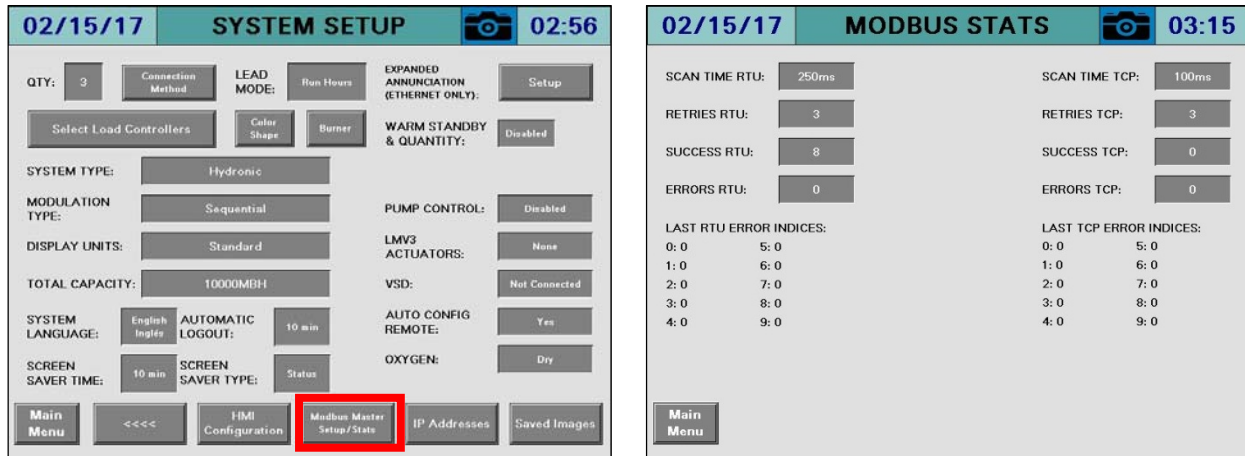 02/15/17 SYSTEM SETUP 02:56
QTY: 3 Connection Method LEAD MODE: Run Hours EXPANDED ANNUNCIATION (ETHERNET ONLY): Setup
Select Load Controllers Color Shape Burner WARM STANDBY & QUANTITY: Disabled
SYSTEM TYPE: Hydronic
MODULATION TYPE: Sequential PUMP CONTROL: Disabled
DISPLAY UNITS: Standard LMV3 ACTUATORS: None
TOTAL CAPACITY: 10000MBH VSD: Not Connected
SYSTEM LANGUAGE: English Inglés AUTOMATIC LOGOUT: 10 min AUTO CONFIG REMOTE: Yes
OXYGEN: Dry
SCREEN SAVER TIME: 10 min SCREEN SAVER TYPE: Status
Main Menu <<<< HMI Configuration Modbus Master Setup/Stats IP Addresses Saved Images
02/15/17 MODBUS STATS 03:15
SCAN TIME RTU: 250ms SCAN TIME TCP: 100ms
RETRIES RTU: 3 RETRIES TCP: 3
SUCCESS RTU: 8 SUCCESS TCP: 0
ERRORS RTU: 0 ERRORS TCP: 0
LAST RTU ERROR INDICES: LAST TCP ERROR INDICES:
0: 0 5: 0 0: 0 5: 0
1: 0 6: 0 1: 0 6: 0
2: 0 7: 0 2: 0 7: 0
3: 0 8: 0 3: 0 8: 0
4: 0 9: 0 4: 0 9: 0
Main Menu